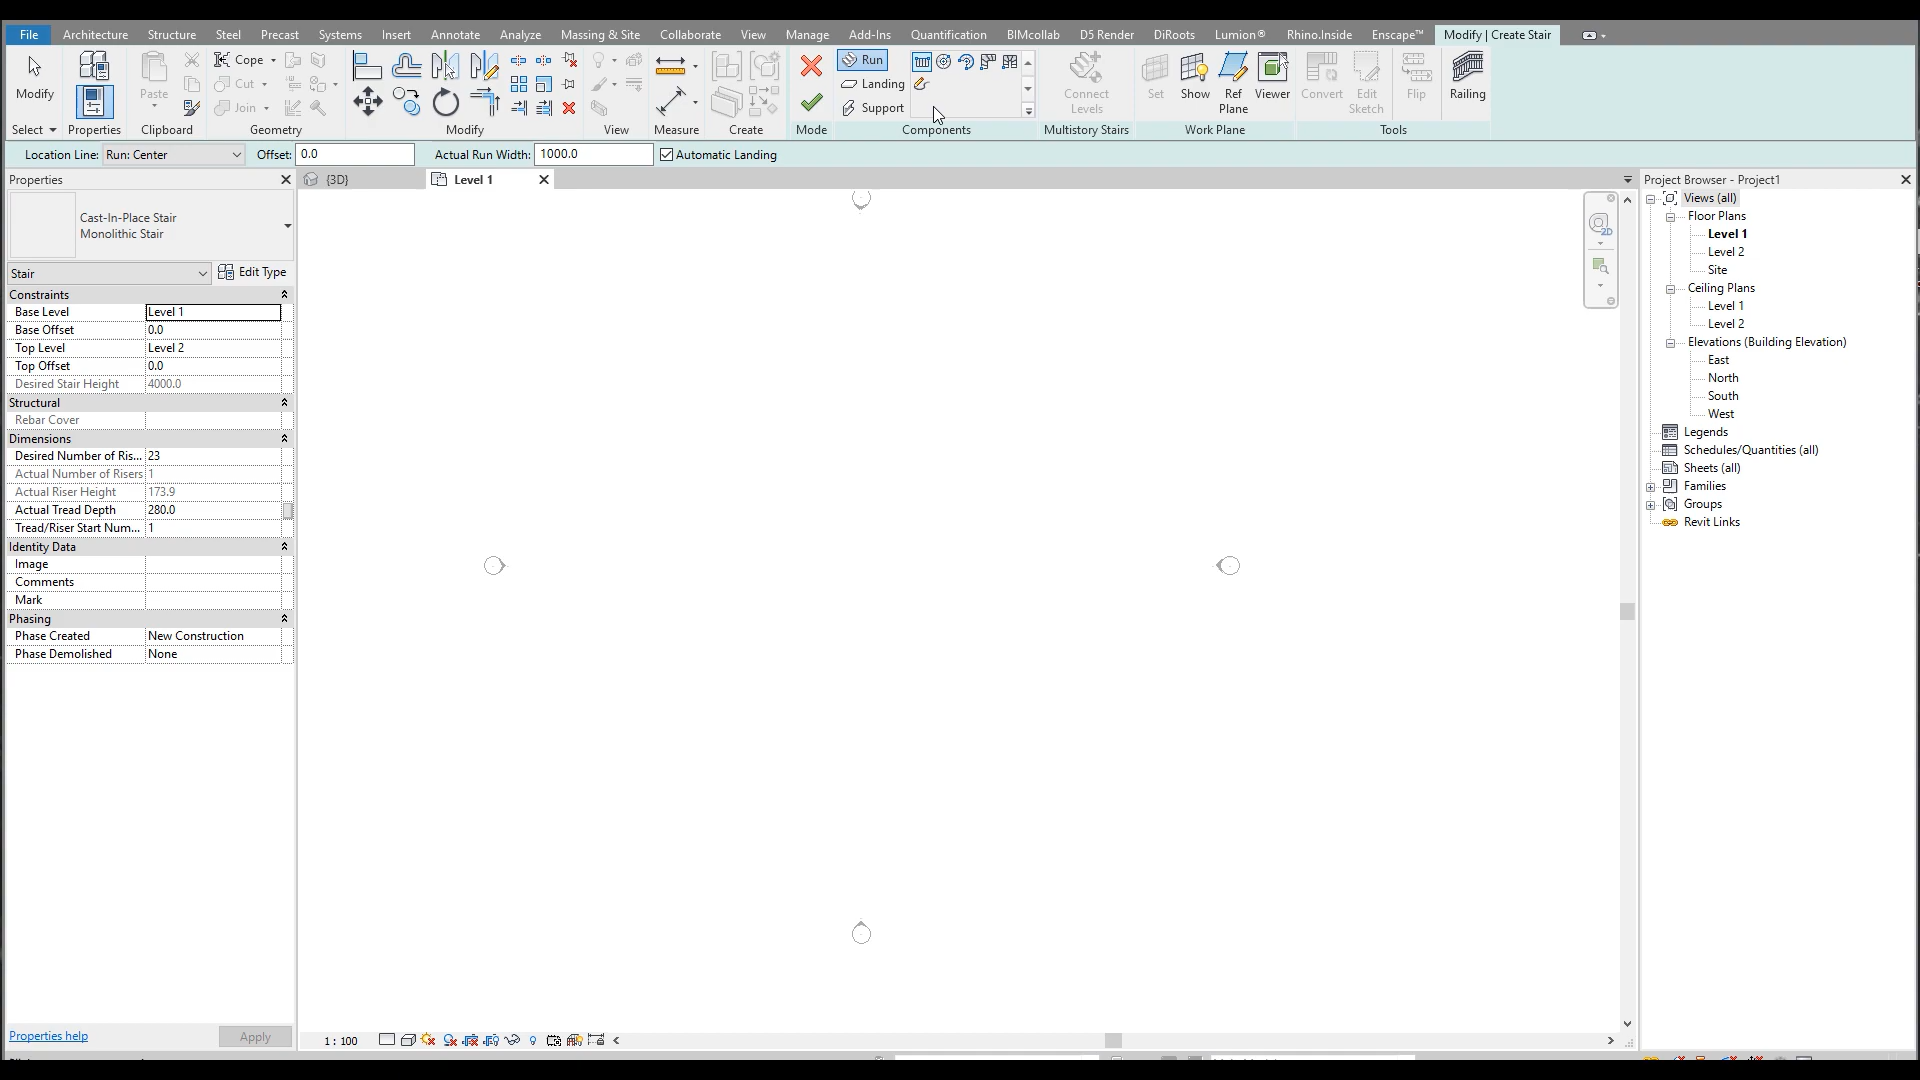 File Architecture Structure Steel Precast Systems Insert Annotate Analyze Massing & Site Collaborate View Manage Add-Ins Quantification BIMcollab D5 Render DiRoots Lumion® Rhino.Inside Enscape™ Modify | Create Stair
Modify
Paste
Cope
Cut
Join
Run
Landing
Support
Connect
Levels
Set
Show
Ref
Plane
Viewer
Convert
Edit
Sketch
Flip
Railing
Select Properties Clipboard Geometry Modify View Measure Create Mode Components Multistory Stairs Work Plane Tools
Location Line: Run: Center Offset: 0.0 Actual Run Width: 1000.0 Automatic Landing
Properties
{3D}
Level 1
Project Browser - Project1
Cast-In-Place Stair
Monolithic Stair
Stair Edit Type
Constraints
Base Level Level 1
Base Offset 0.0
Top Level Level 2
Top Offset 0.0
Desired Stair Height 4000.0
Structural
Rebar Cover
Dimensions
Desired Number of Ris... 23
Actual Number of Risers 1
Actual Riser Height 173.9
Actual Tread Depth 280.0
Tread/Riser Start Num... 1
Identity Data
Image
Comments
Mark
Phasing
Phase Created New Construction
Phase Demolished None
Properties help Apply
2D
Views (all)
Floor Plans
Level 1
Level 2
Site
Ceiling Plans
Level 1
Level 2
Elevations (Building Elevation)
East
North
South
West
Legends
Schedules/Quantities (all)
Sheets (all)
Families
Groups
Revit Links
1 : 100